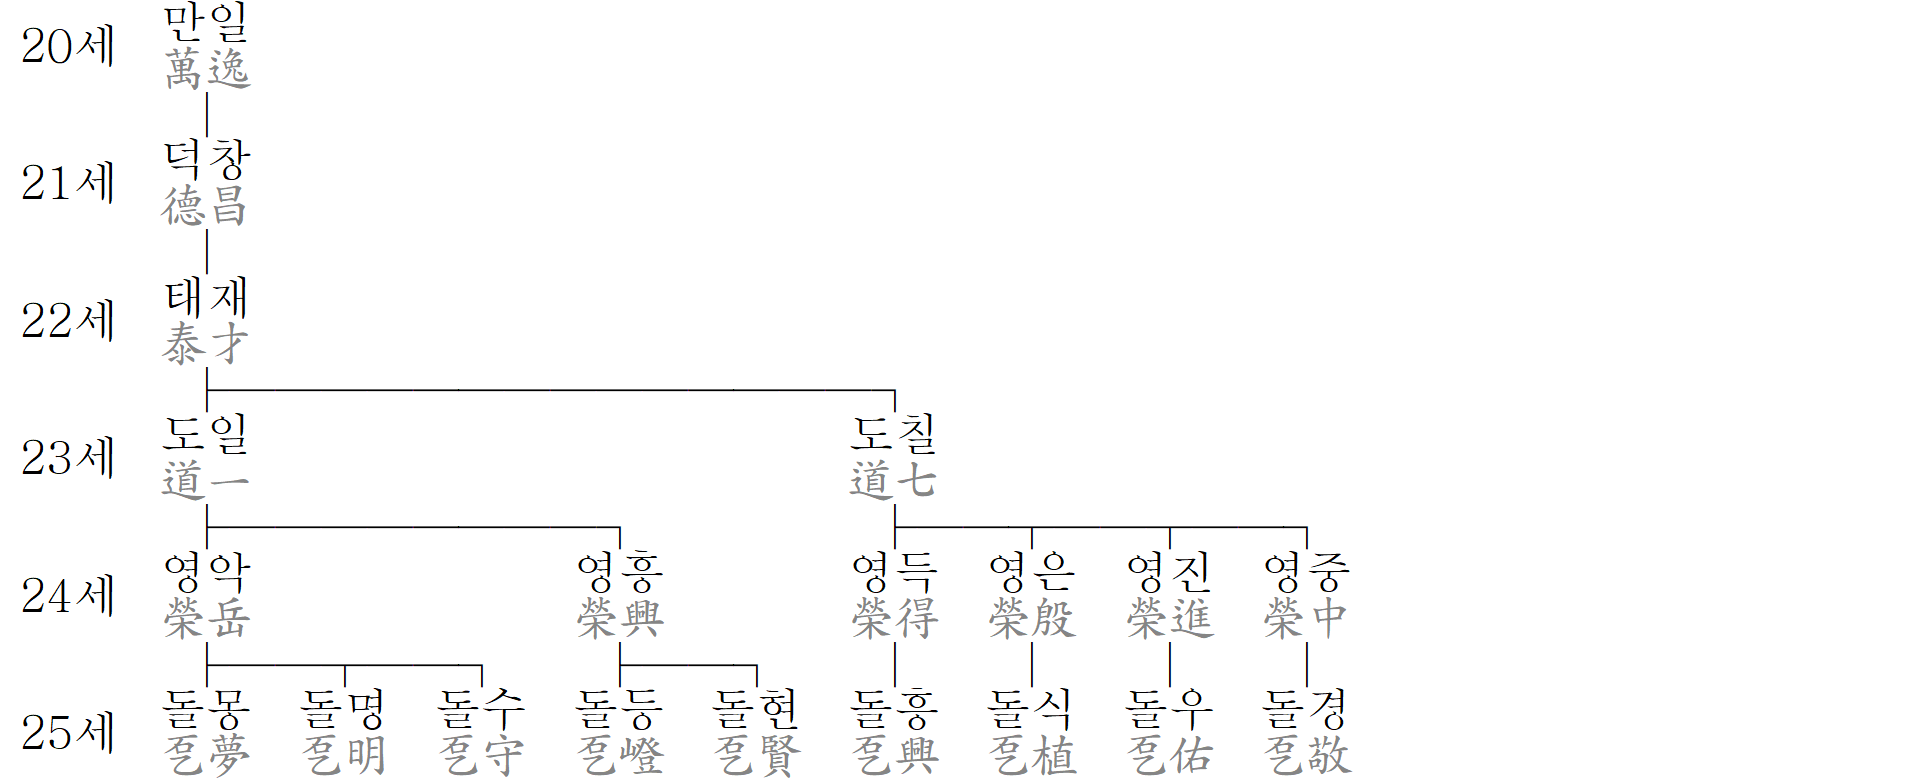 만일
20세
萬逸
덕창
21세
德昌
태재
22세
泰才
도일 도칠
23세
道一 道七
영악 영흥 영득 영은 영진 영중
24세
榮岳 榮興 榮得 榮殷 榮進 榮中
돌몽 돌명 돌수 돌등 돌현 돌흥 돌식 돌우 돌경
25세
乭夢 乭明 乭守 乭嶝 乭賢 乭興 乭植 乭佑 乭敬